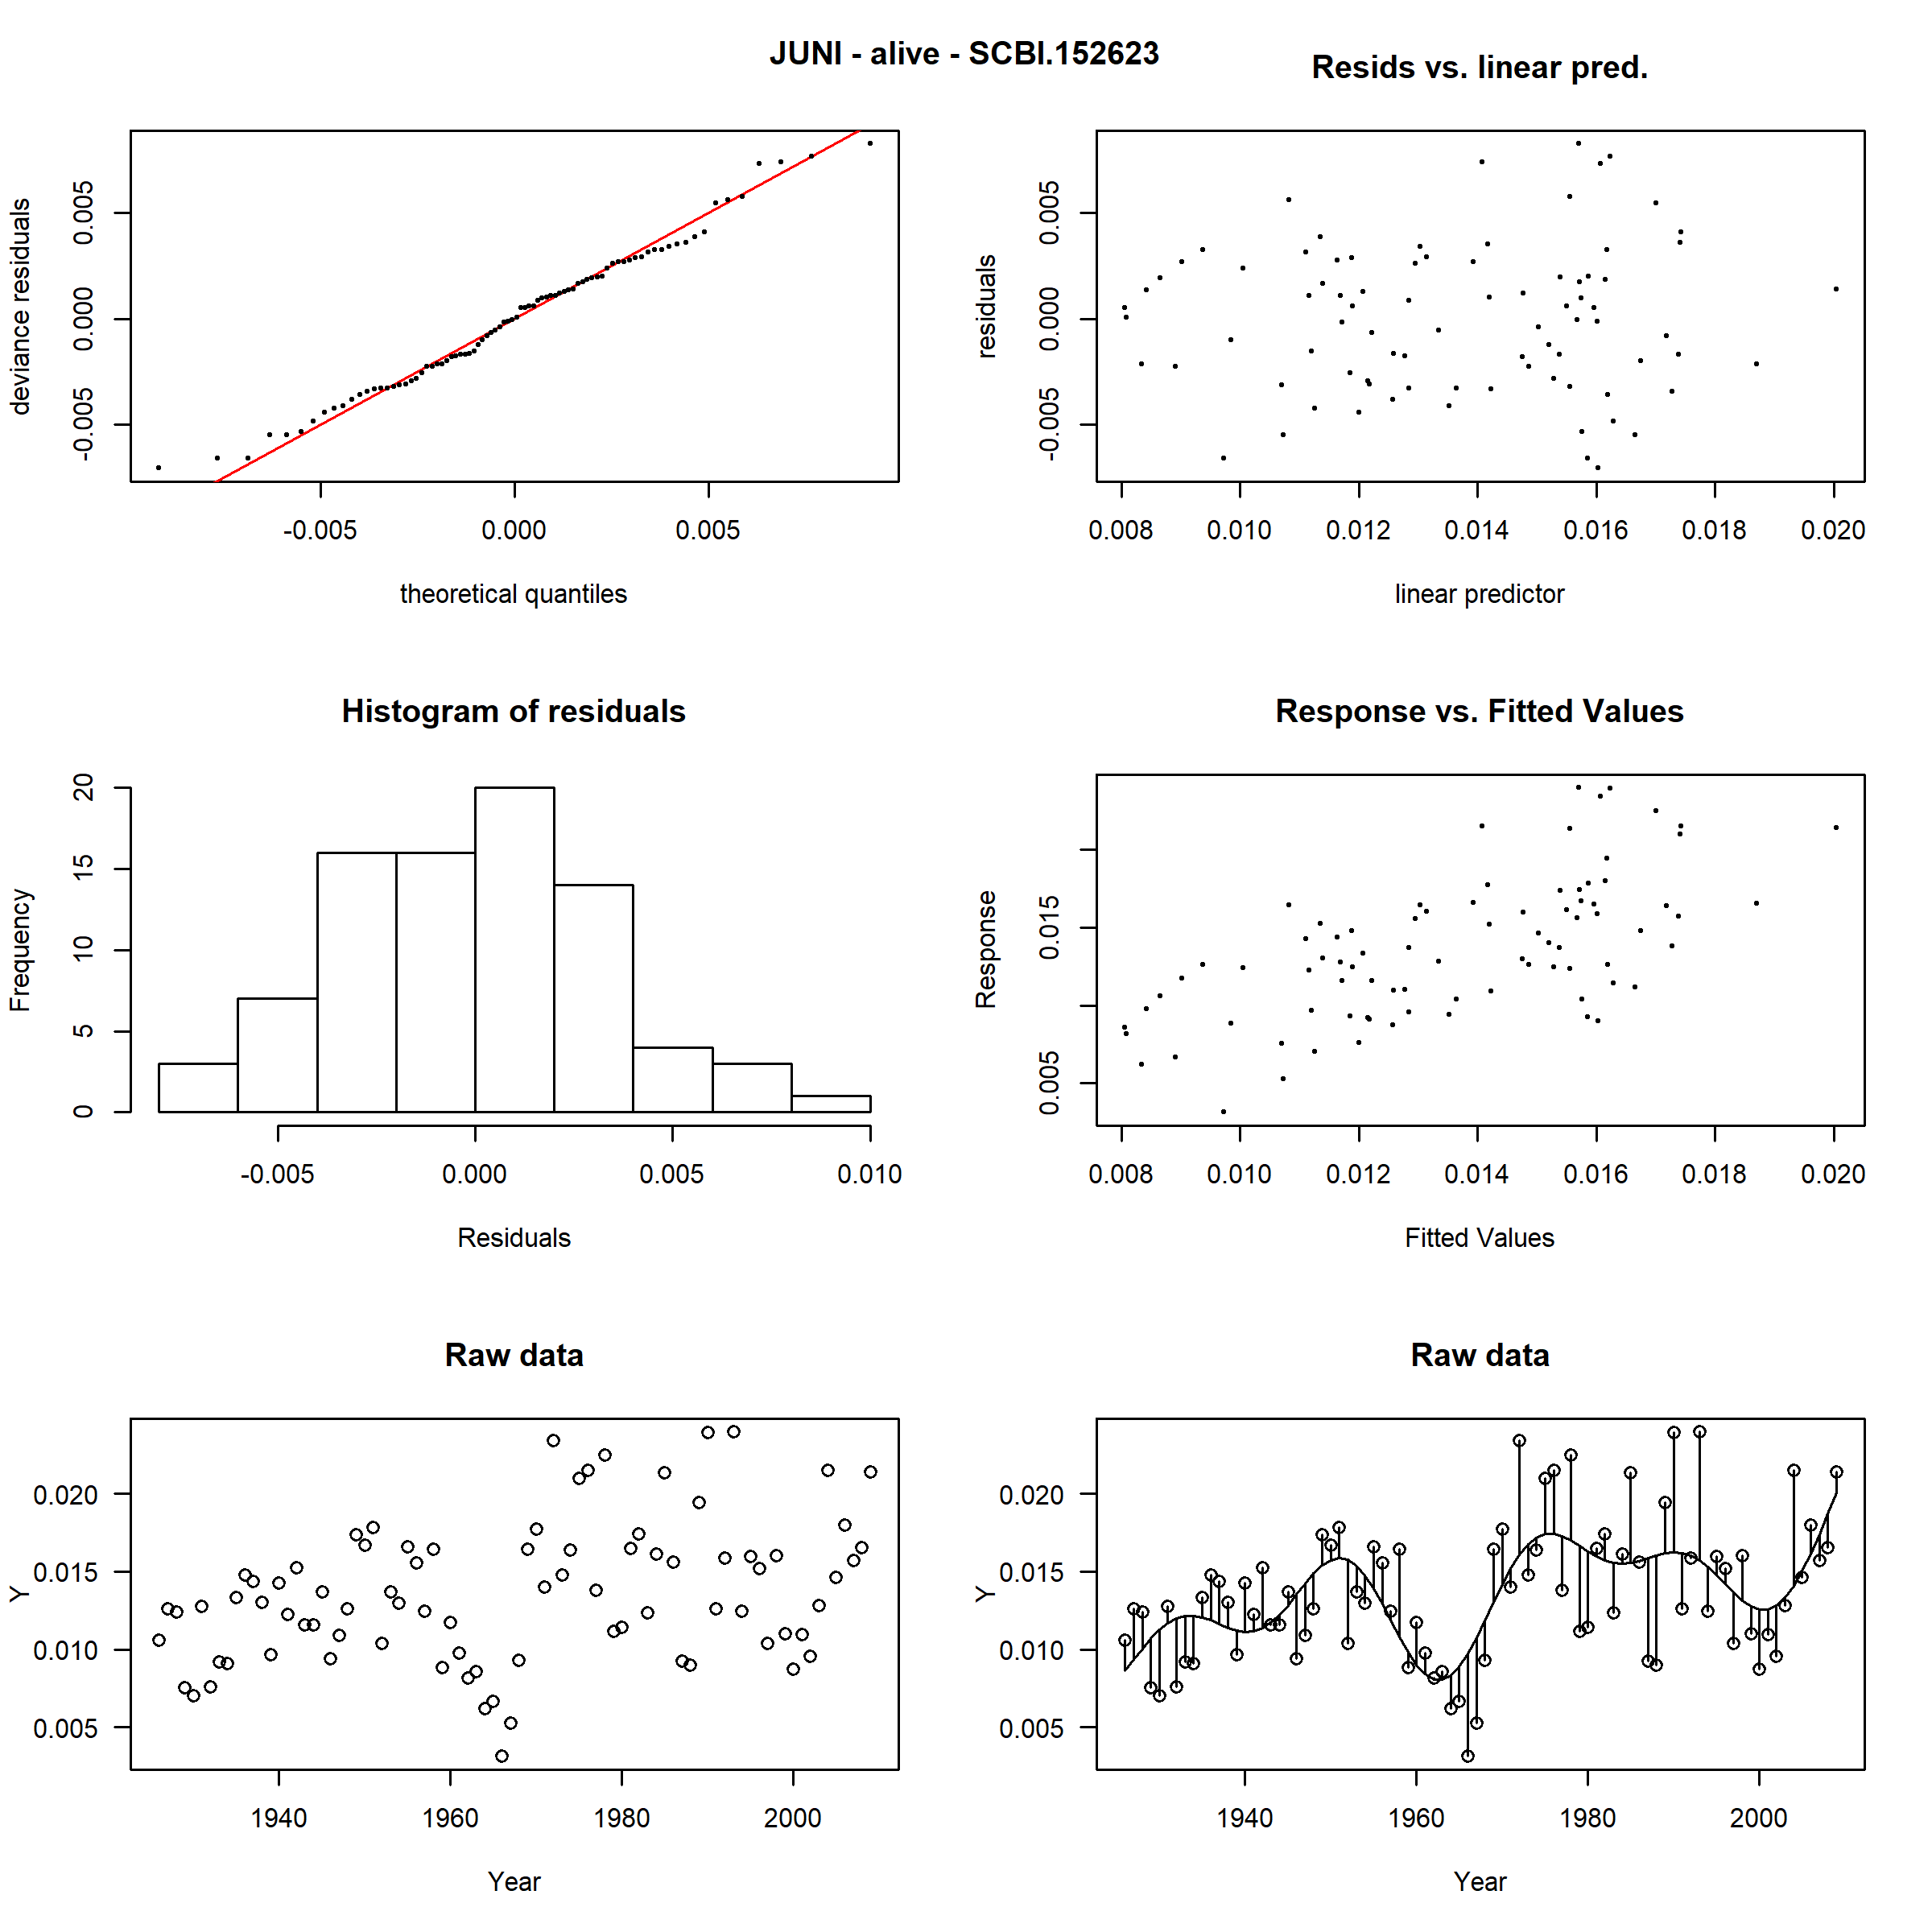 JUNI - alive - SCBI.152623
Resids vs. linear pred.
deviance residuals
-0.005 0.000 0.005
-0.005 0.000 0.005
theoretical quantiles
residuals
-0.005 0.000 0.005
0.008 0.010 0.012 0.014 0.016 0.018 0.020
linear predictor
Histogram of residuals
Frequency
0 5 10 15 20
-0.005 0.000 0.005 0.010
Residuals
Response vs. Fitted Values
Response
0.005 0.015
0.008 0.010 0.012 0.014 0.016 0.018 0.020
Fitted Values
Raw data
Y
0.020
0.015
0.010
0.005
1940 1960 1980 2000
Year
Raw data
Y
0.020
0.015
0.010
0.005
1940 1960 1980 2000
Year